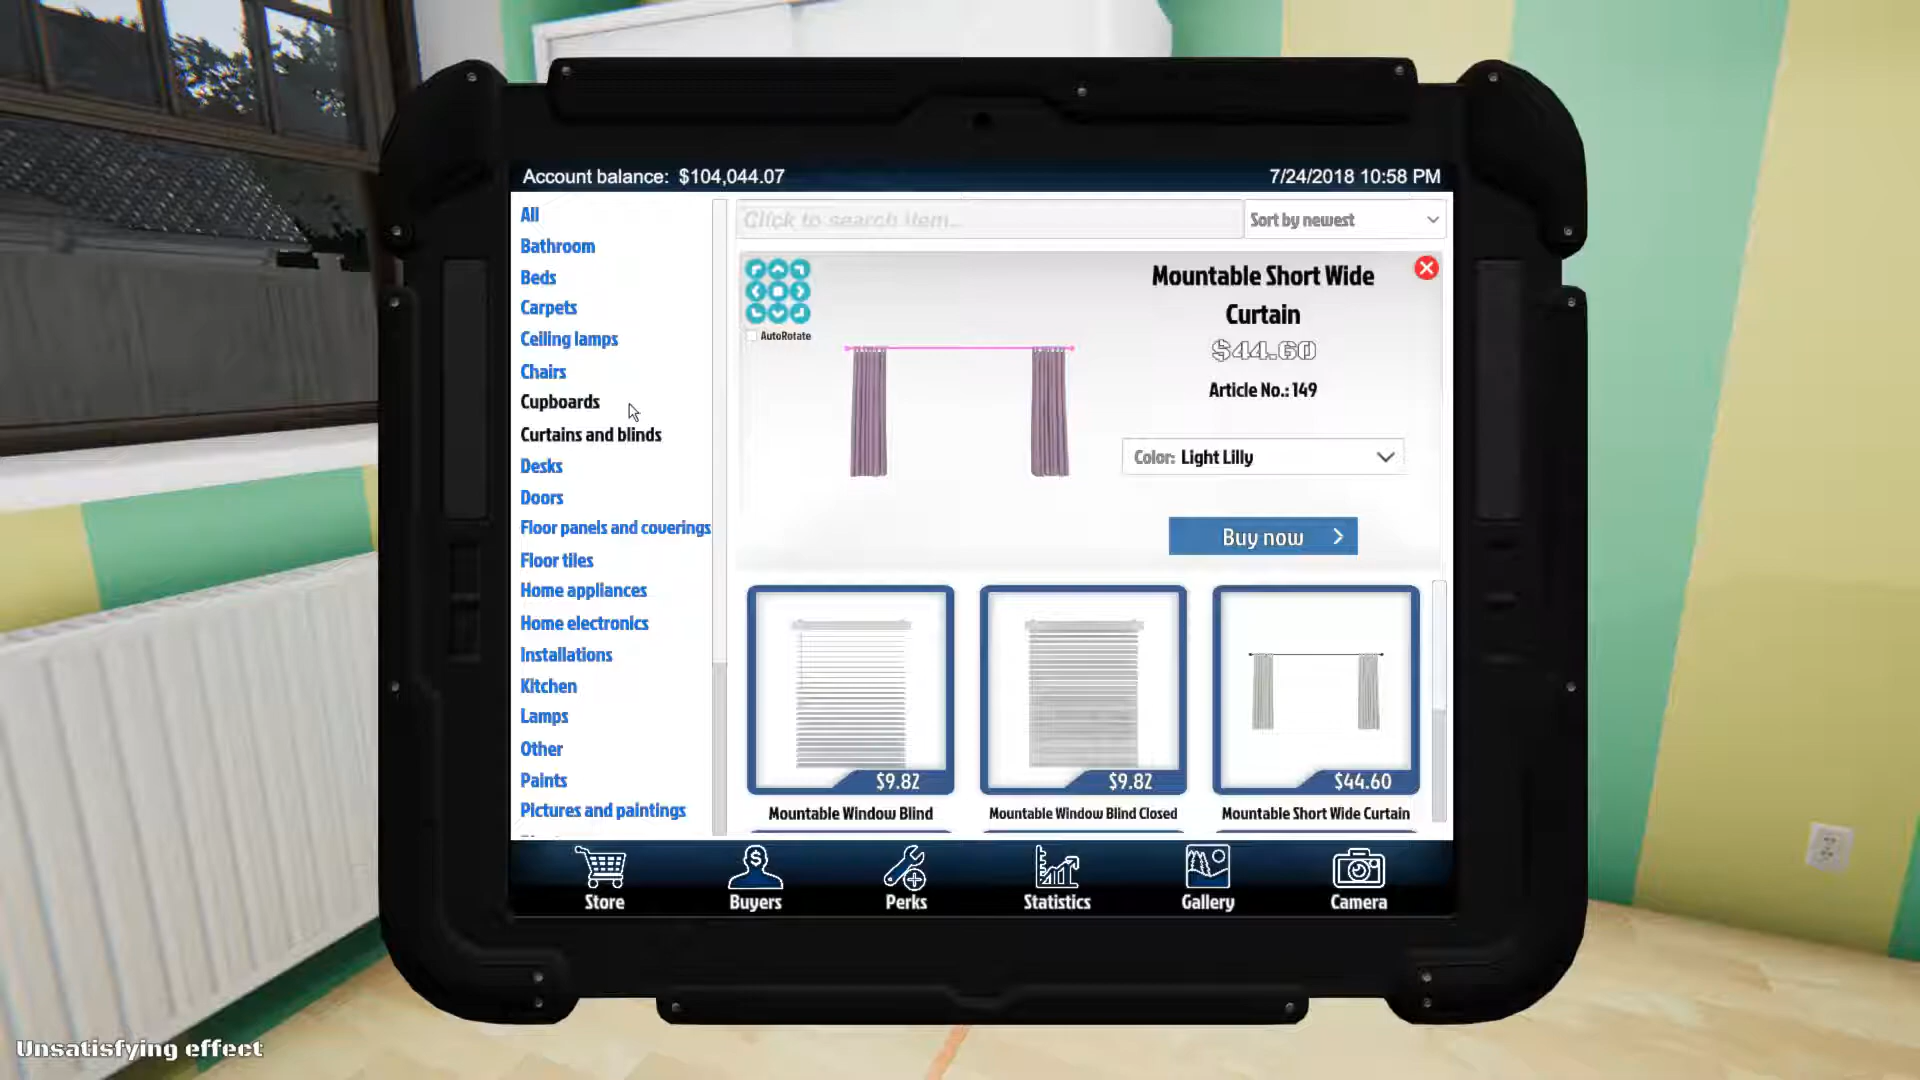 Account balance: $104,044.07
7/24/2018 10:58 PM
All
Bathroom
Beds
Carpets
Ceiling lamps
Chairs
Cupboards
Curtains and blinds
Desks
Doors
Floor panels and coverings
Floor tiles
Home appliances
Home electronics
Installations
Kitchen
Lamps
Other
Paints
Pictures and paintings
Click to search item...
Sort by newest
AutoRotate
Mountable Short Wide
Curtain
$44.60
Article No.: 149
Color: Light Lilly
Buy now
$9.82
Mountable Window Blind
$9.82
Mountable Window Blind Closed
$44.60
Mountable Short Wide Curtain
Store
Buyers
Perks
Statistics
Gallery
Camera
Unsatisfying effect